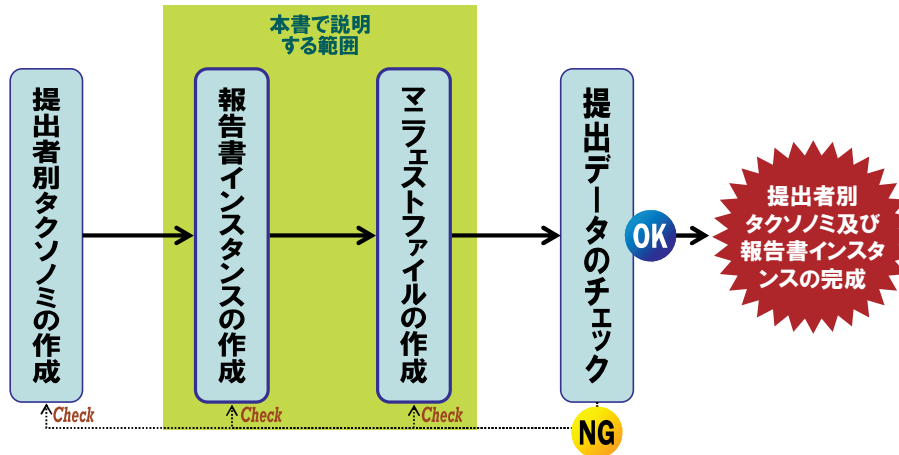 本書で説明
する範囲
提出者別タクソノミの作成
報告書インスタンスの作成
マニフェストファイルの作成
提出データのチェック
OK
提出者別
タクソノミ及び
報告書インスタ
ンスの完成
Check
Check
Check
NG